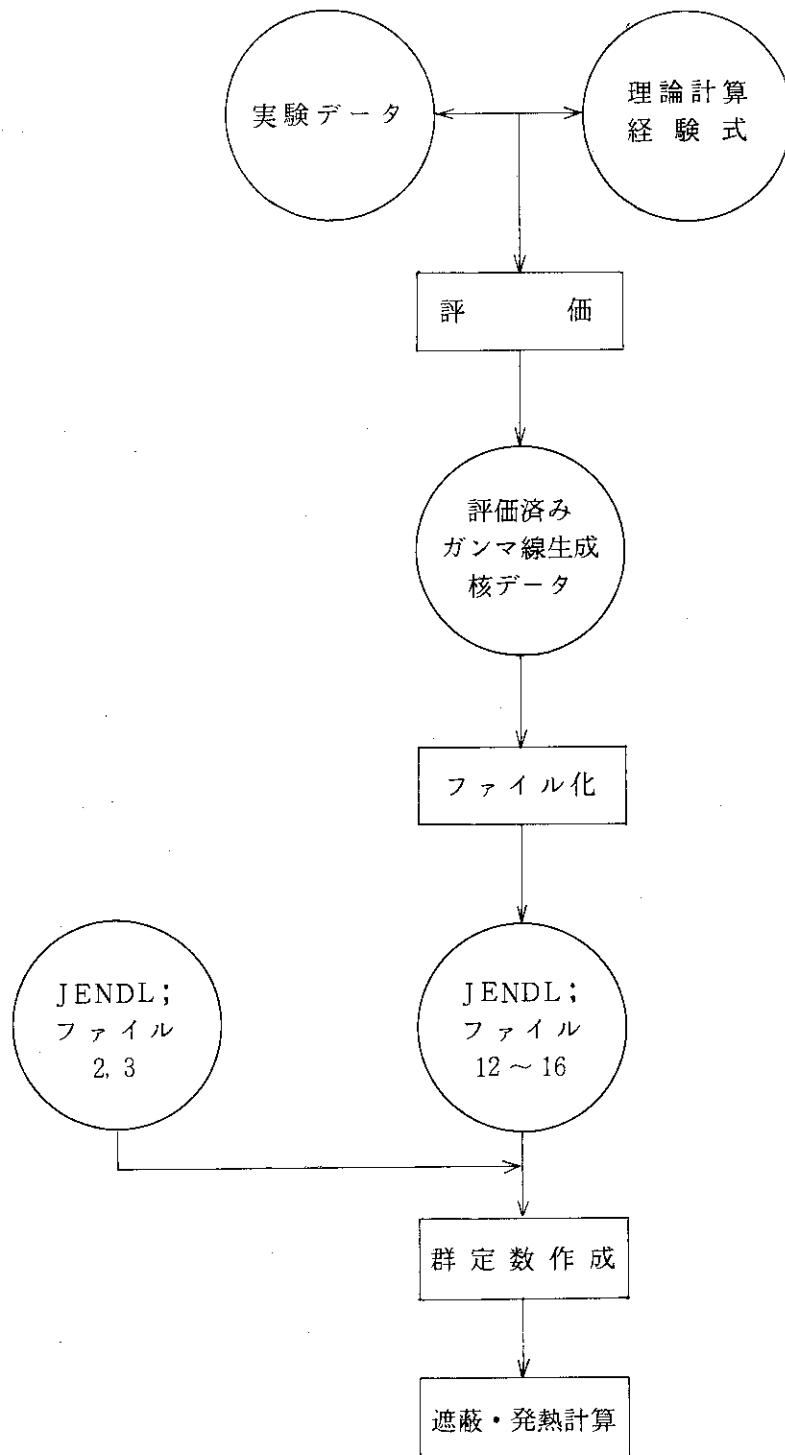 実験データ
理論計算
経験式
評価
評価済み
ガンマ線生成
核データ
ファイル化
JENDL;
ファイル
2, 3
JENDL;
ファイル
12～16
群定数作成
遮蔽・発熱計算